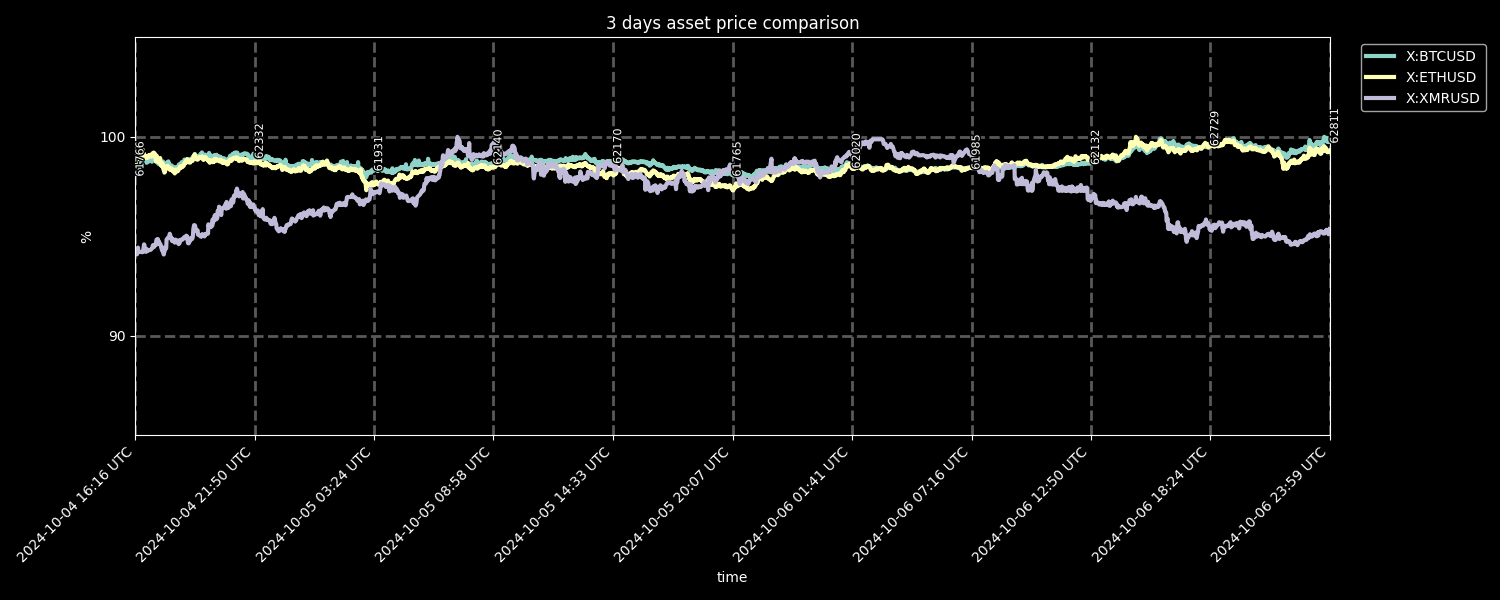 3 days asset price comparison
X:BTCUSD
X:ETHUSD
X:XMRUSD
100
90
%
62332
61931
62140
62170
61765
62020
61985
62132
62729
62811
2024-10-04 16:16 UTC
2024-10-04 21:50 UTC
2024-10-05 03:24 UTC
2024-10-05 08:58 UTC
2024-10-05 14:33 UTC
2024-10-05 20:07 UTC
2024-10-06 01:41 UTC
2024-10-06 07:16 UTC
2024-10-06 12:50 UTC
2024-10-06 18:24 UTC
2024-10-06 23:59 UTC
time